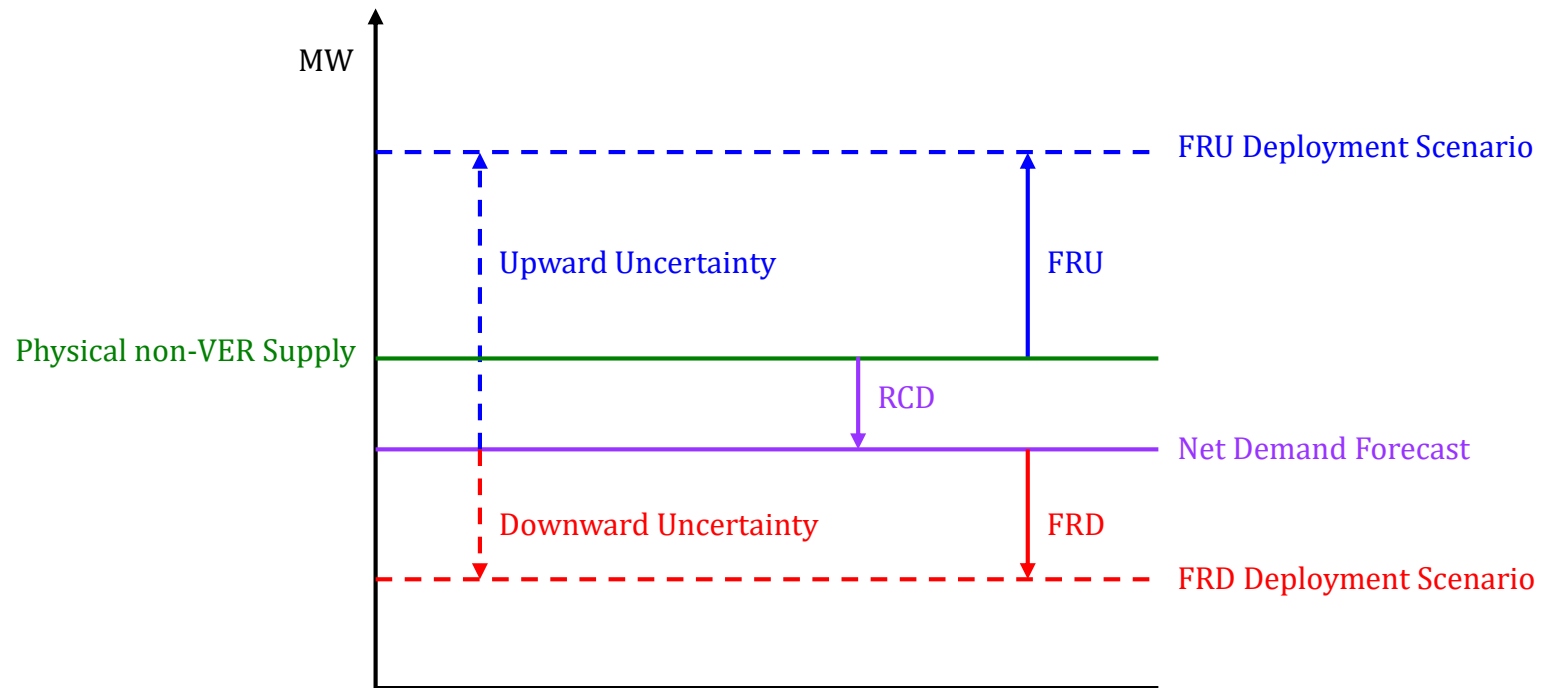 MW
FRU Deployment Scenario
Upward Uncertainty
FRU
Physical non-VER Supply
RCD
Net Demand Forecast
Downward Uncertainty
FRD
FRD Deployment Scenario